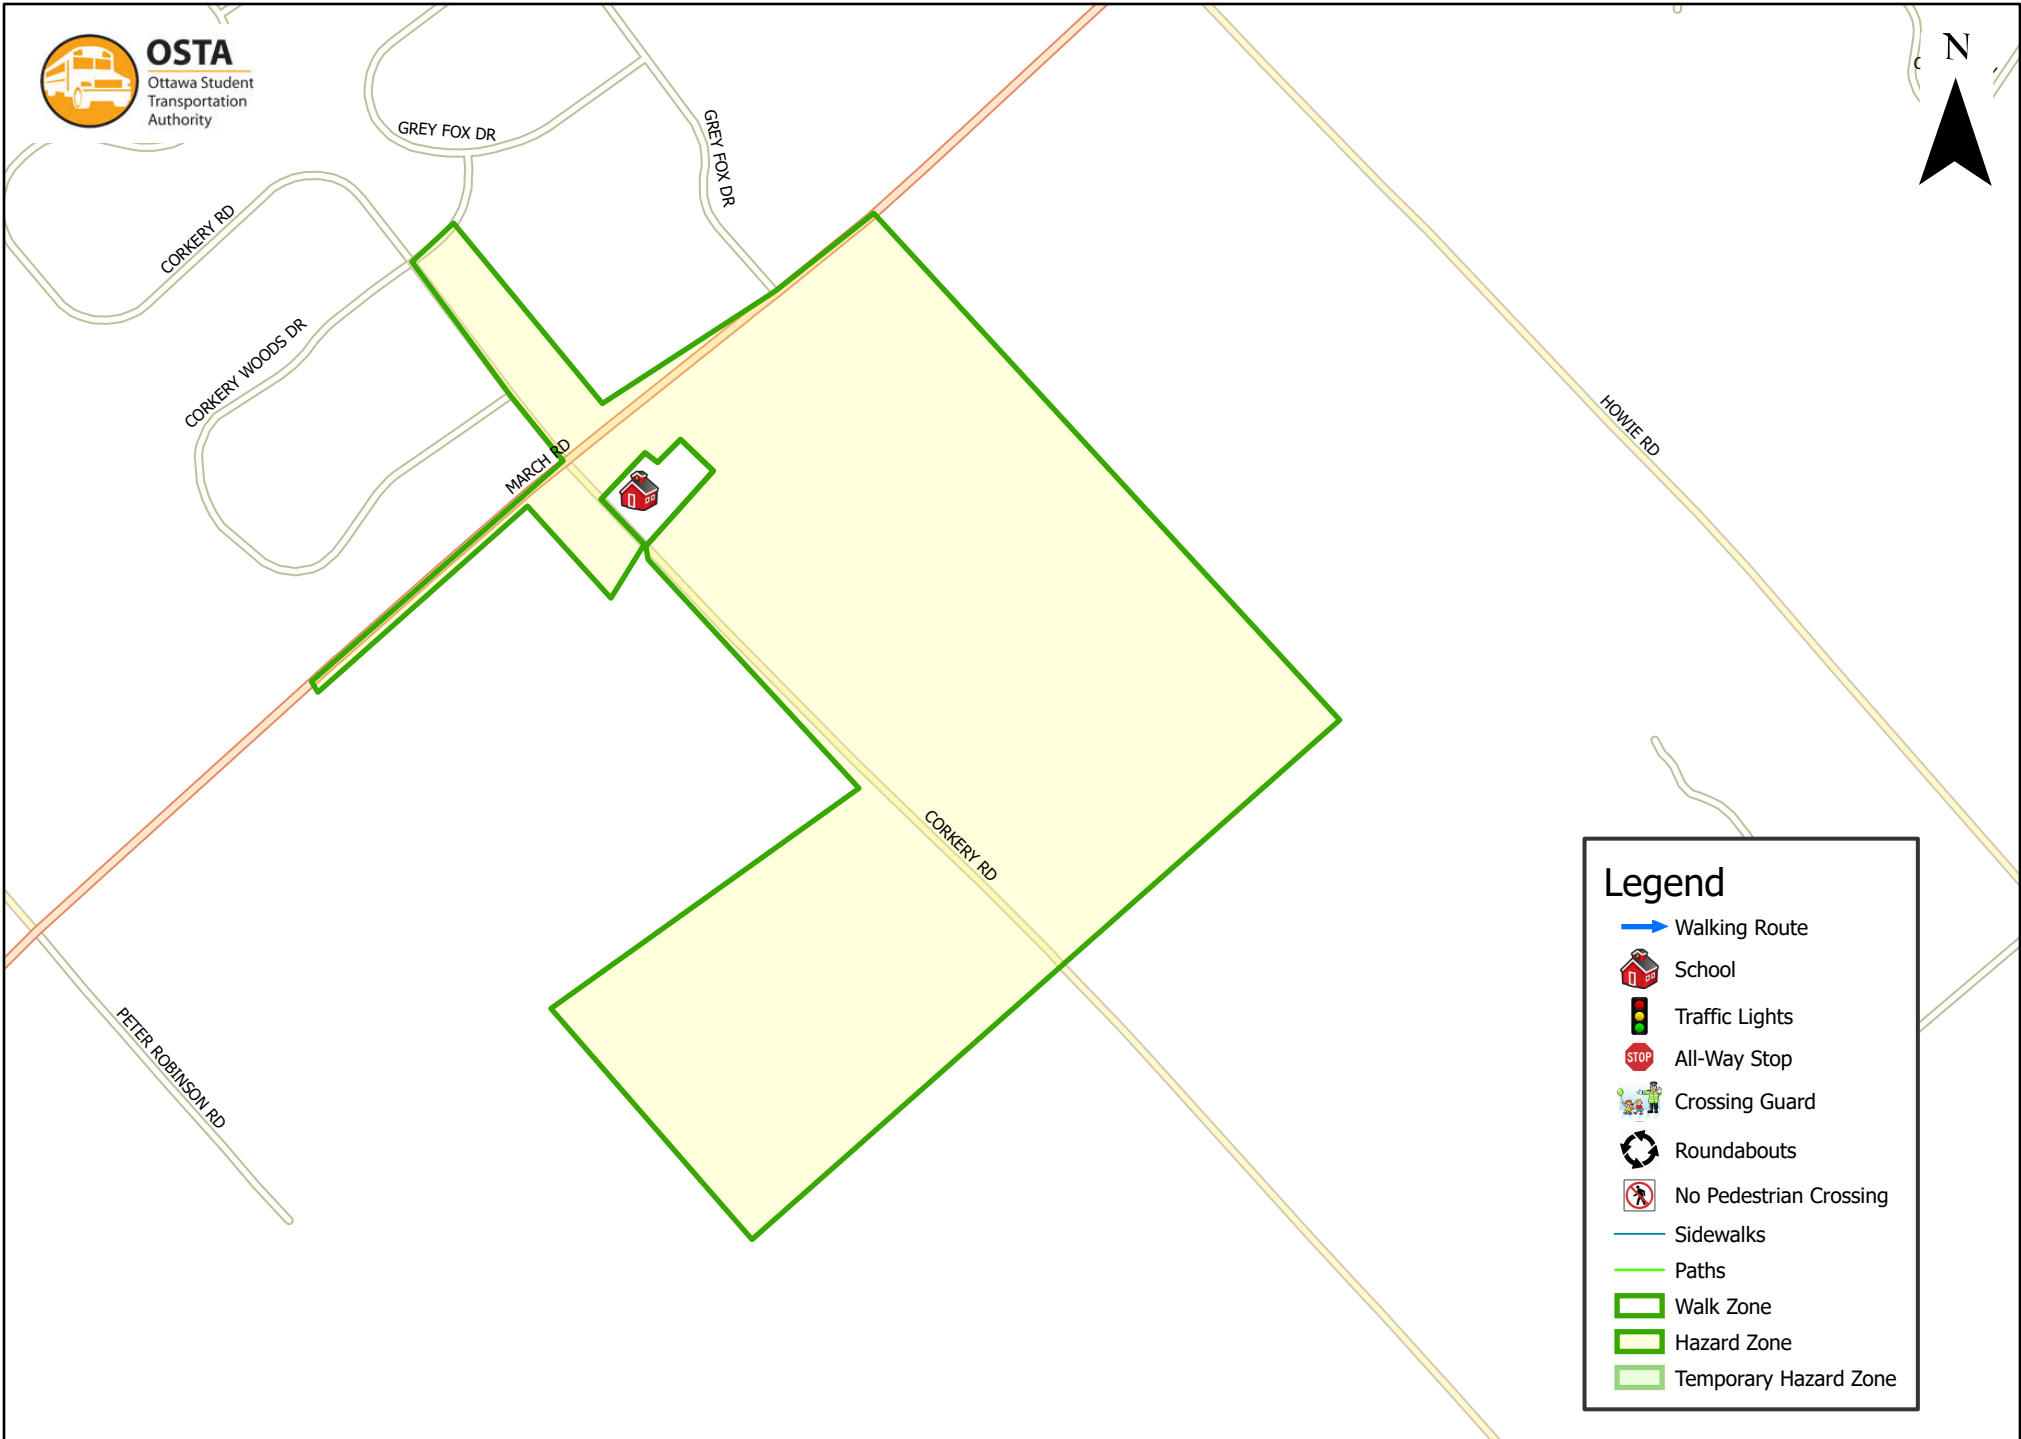 OSTA
Ottawa Student
Transportation
Authority
N
GREY FOX DR
GREY FOX DR
CORKERY RD
CORKERY WOODS DR
MARCH RD
HOWIE RD
CORKERY RD
PETER ROBINSON RD
Legend
Walking Route
School
Traffic Lights
STOP
All-Way Stop
Crossing Guard
Roundabouts
No Pedestrian Crossing
Sidewalks
Paths
Walk Zone
Hazard Zone
Temporary Hazard Zone